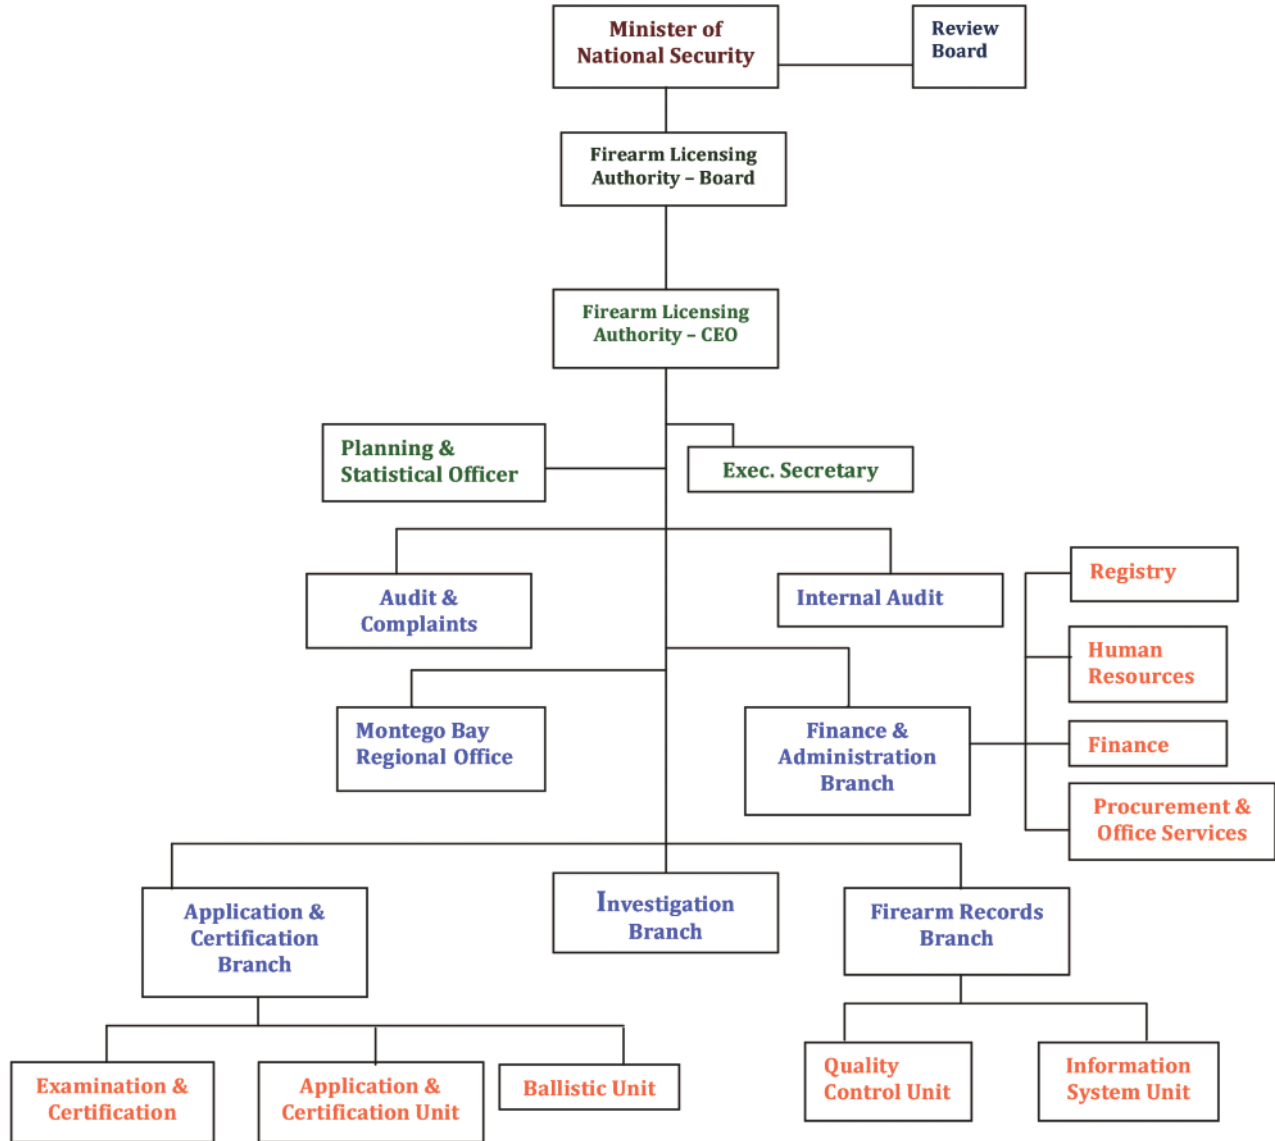 Minister of
National Security
Review
Board
Firearm Licensing
Authority – Board
Firearm Licensing
Authority – CEO
Planning &
Statistical Officer
Exec. Secretary
Audit &
Complaints
Internal Audit
Registry
Human
Resources
Montego Bay
Regional Office
Finance &
Administration
Branch
Finance
Procurement &
Office Services
Application &
Certification
Branch
Investigation
Branch
Firearm Records
Branch
Examination &
Certification
Application &
Certification Unit
Ballistic Unit
Quality
Control Unit
Information
System Unit